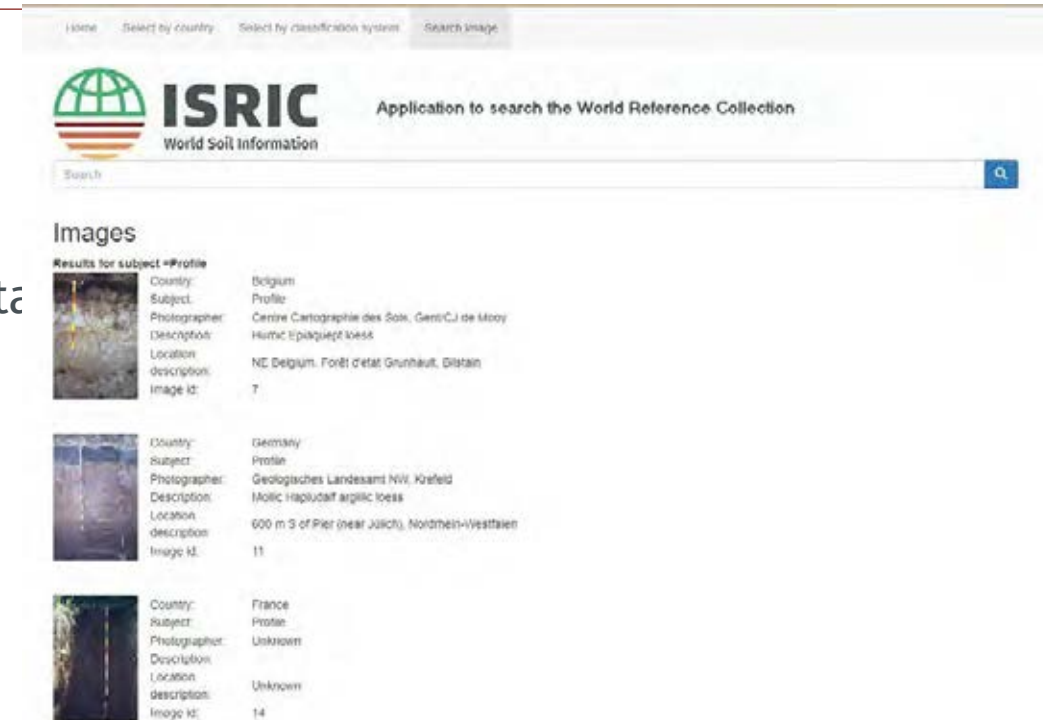 Home Select by country Select by classification system Search image
ISRIC
World Soil Information
Application to search the World Reference Collection
Search
Images
Results for subject =Profile
ta
Country: Belgium
Subject: Profile
Photographer: Centre Cartographie des Sols, Gent/CJ de Mooy
Description: Humic Epiaquept loess
Location description: NE Belgium. Forêt d'etat Grunhault, Bilstain
Image id: 7
Country: Germany
Subject: Profile
Photographer: Geologisches Landesamt NW, Krefeld
Description: Mollic Hapludalf argillic loess
Location description: 600 m S of Pier (near Jülich), Nordrhein-Westfalen
Image id: 11
Country: France
Subject: Profile
Photographer: Unknown
Description:
Location description: Unknown
Image id: 14